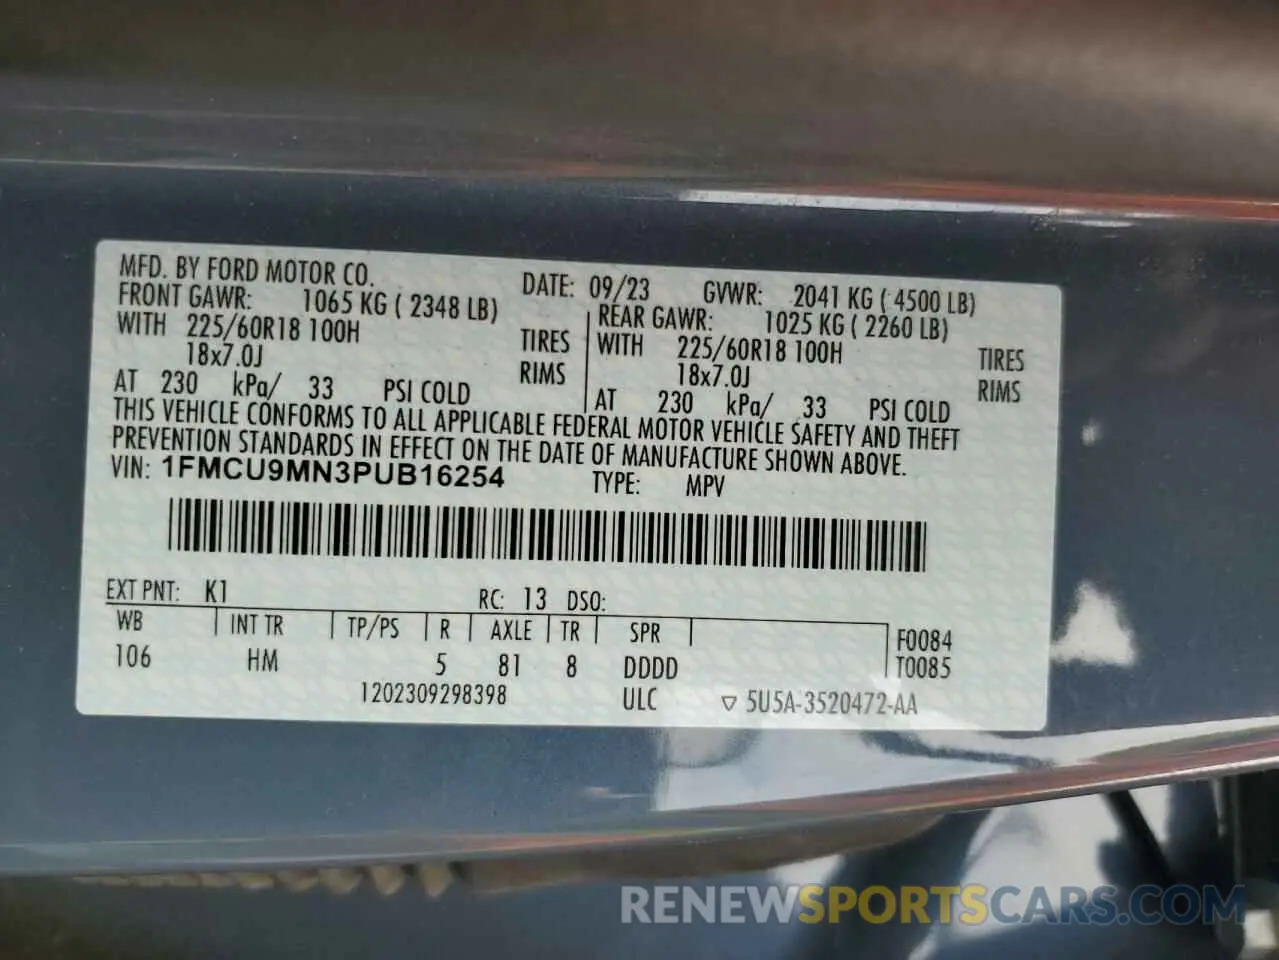 MFD. BY FORD MOTOR CO. DATE: 09/23 GVWR: 2041 KG ( 4500 LB)
FRONT GAWR: 1065 KG ( 2348 LB) REAR GAWR: 1025 KG ( 2260 LB)
WITH 225/60R18 100H TIRES WITH 225/60R18 100H TIRES
18x7.0J RIMS 18x7.0J RIMS
AT 230 kPa/ 33 PSI COLD AT 230 kPa/ 33 PSI COLD
THIS VEHICLE CONFORMS TO ALL APPLICABLE FEDERAL MOTOR VEHICLE SAFETY AND THEFT
PREVENTION STANDARDS IN EFFECT ON THE DATE OF MANUFACTURE SHOWN ABOVE.
VIN: 1FMCU9MN3PUB16254 TYPE: MPV
EXT PNT: K1 RC: 13 DSO:
WB INT TR TP/PS R AXLE TR SPR F0084
106 HM 5 81 8 DDDD T0085
1202309298398 ULC ▽ 5U5A-3520472-AA
RENEWSPORTSCARS.COM